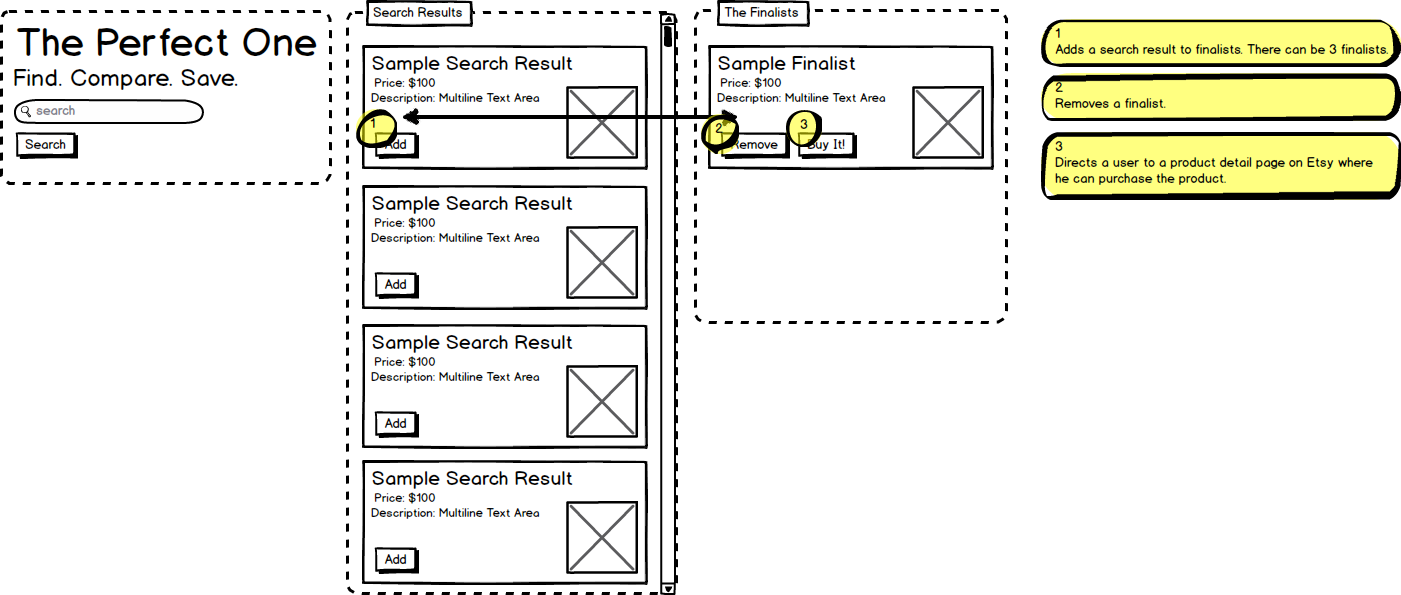 The Perfect One
Find. Compare. Save.
search
Search
Search Results
Sample Search Result
Price: $100
Description: Multiline Text Area
1
Add
Sample Search Result
Price: $100
Description: Multiline Text Area
Add
Sample Search Result
Price: $100
Description: Multiline Text Area
Add
Sample Search Result
Price: $100
Description: Multiline Text Area
Add
The Finalists
Sample Finalist
Price: $100
Description: Multiline Text Area
2
3
Remove
Buy It!
1
Adds a search result to finalists. There can be 3 finalists.
2
Removes a finalist.
3
Directs a user to a product detail page on Etsy where
he can purchase the product.